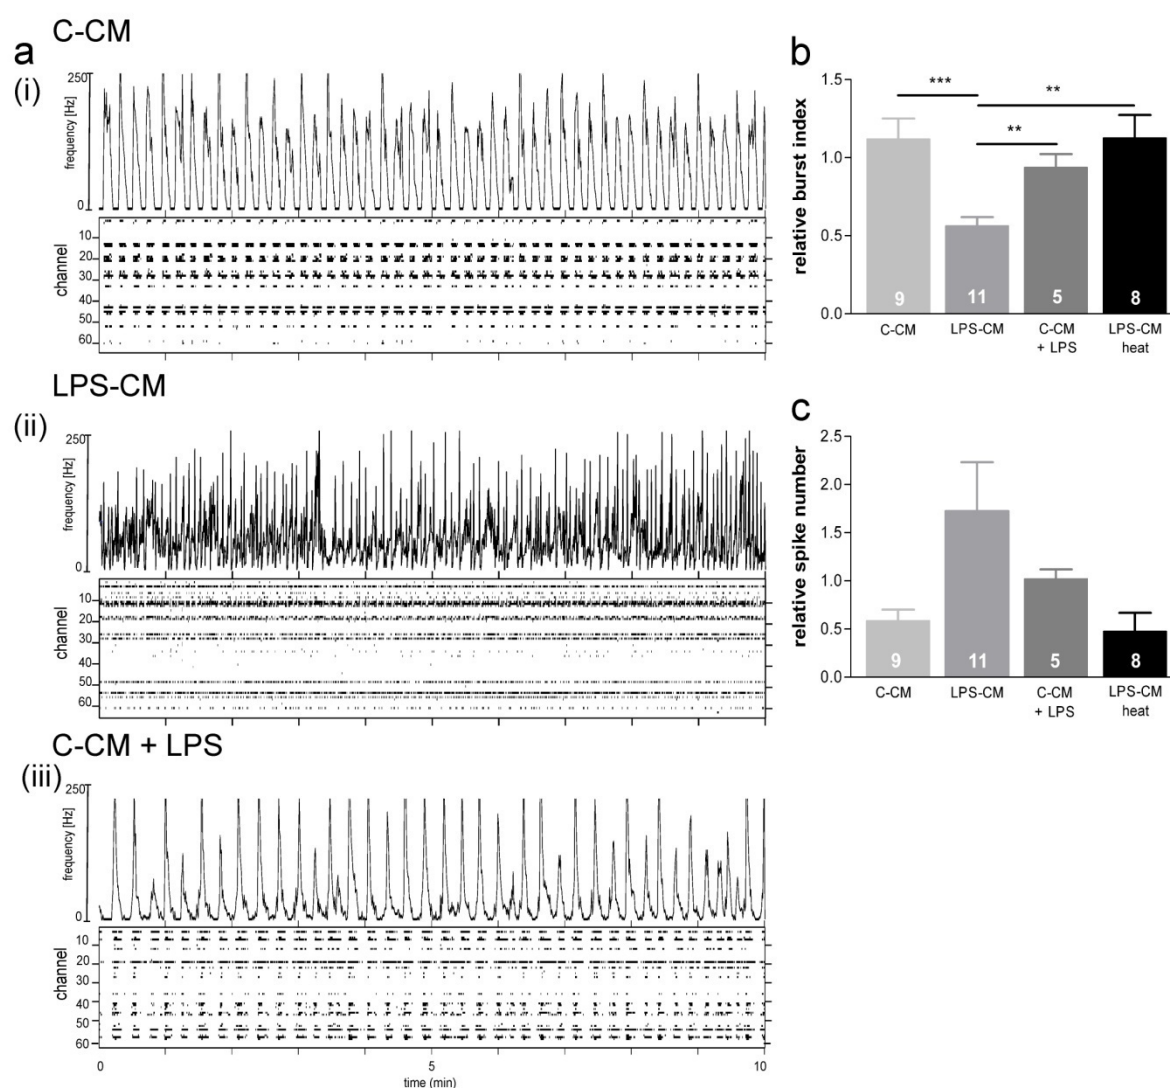 a
C-CM
(i)
250
frequency [Hz]
0
channel
10
20
30
40
50
60
LPS-CM
(ii)
250
frequency [Hz]
0
channel
10
20
30
40
50
60
C-CM + LPS
(iii)
250
frequency [Hz]
0
channel
10
20
30
40
50
60
0 5 10
time (min)
b
relative burst index
1.5
1.0
0.5
0.0
***
**
**
9 11 5 8
C-CM LPS-CM C-CM + LPS LPS-CM heat
c
relative spike number
2.5
2.0
1.5
1.0
0.5
0.0
9 11 5 8
C-CM LPS-CM C-CM + LPS LPS-CM heat